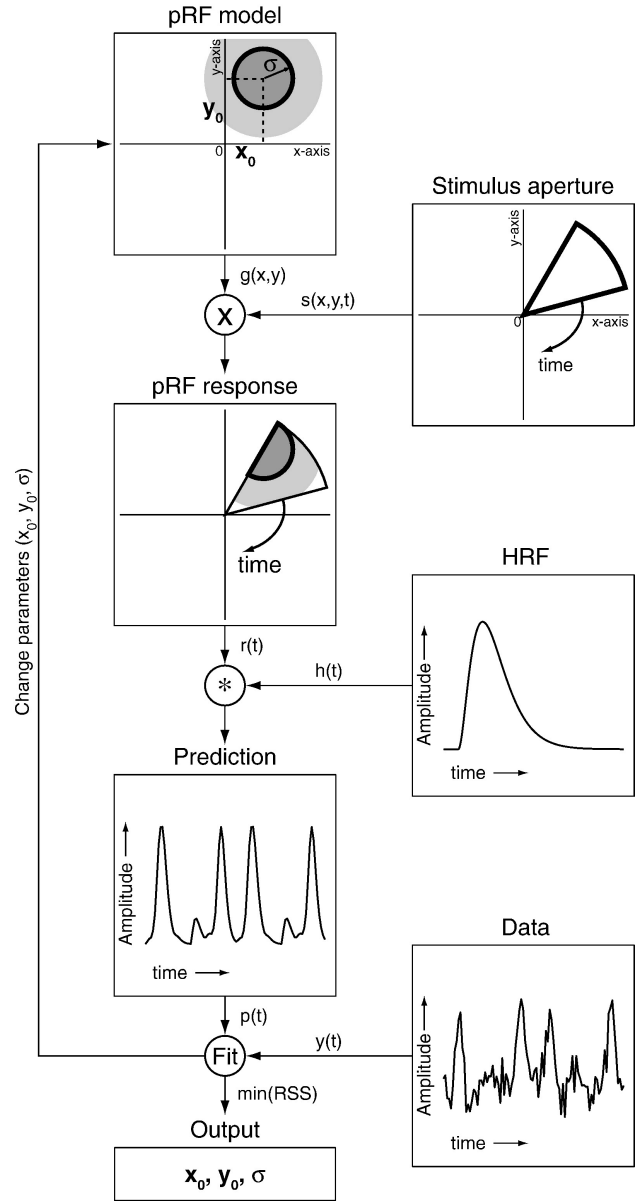 pRF model
y-axis
σ
y₀
0
x₀
x-axis
Stimulus aperture
y-axis
0
x-axis
time
g(x,y)
s(x,y,t)
X
pRF response
time
Change parameters (x₀, y₀, σ)
HRF
Amplitude
time
r(t)
h(t)
*
Prediction
Amplitude
time
Data
Amplitude
time
p(t)
y(t)
Fit
min(RSS)
Output
x₀, y₀, σ